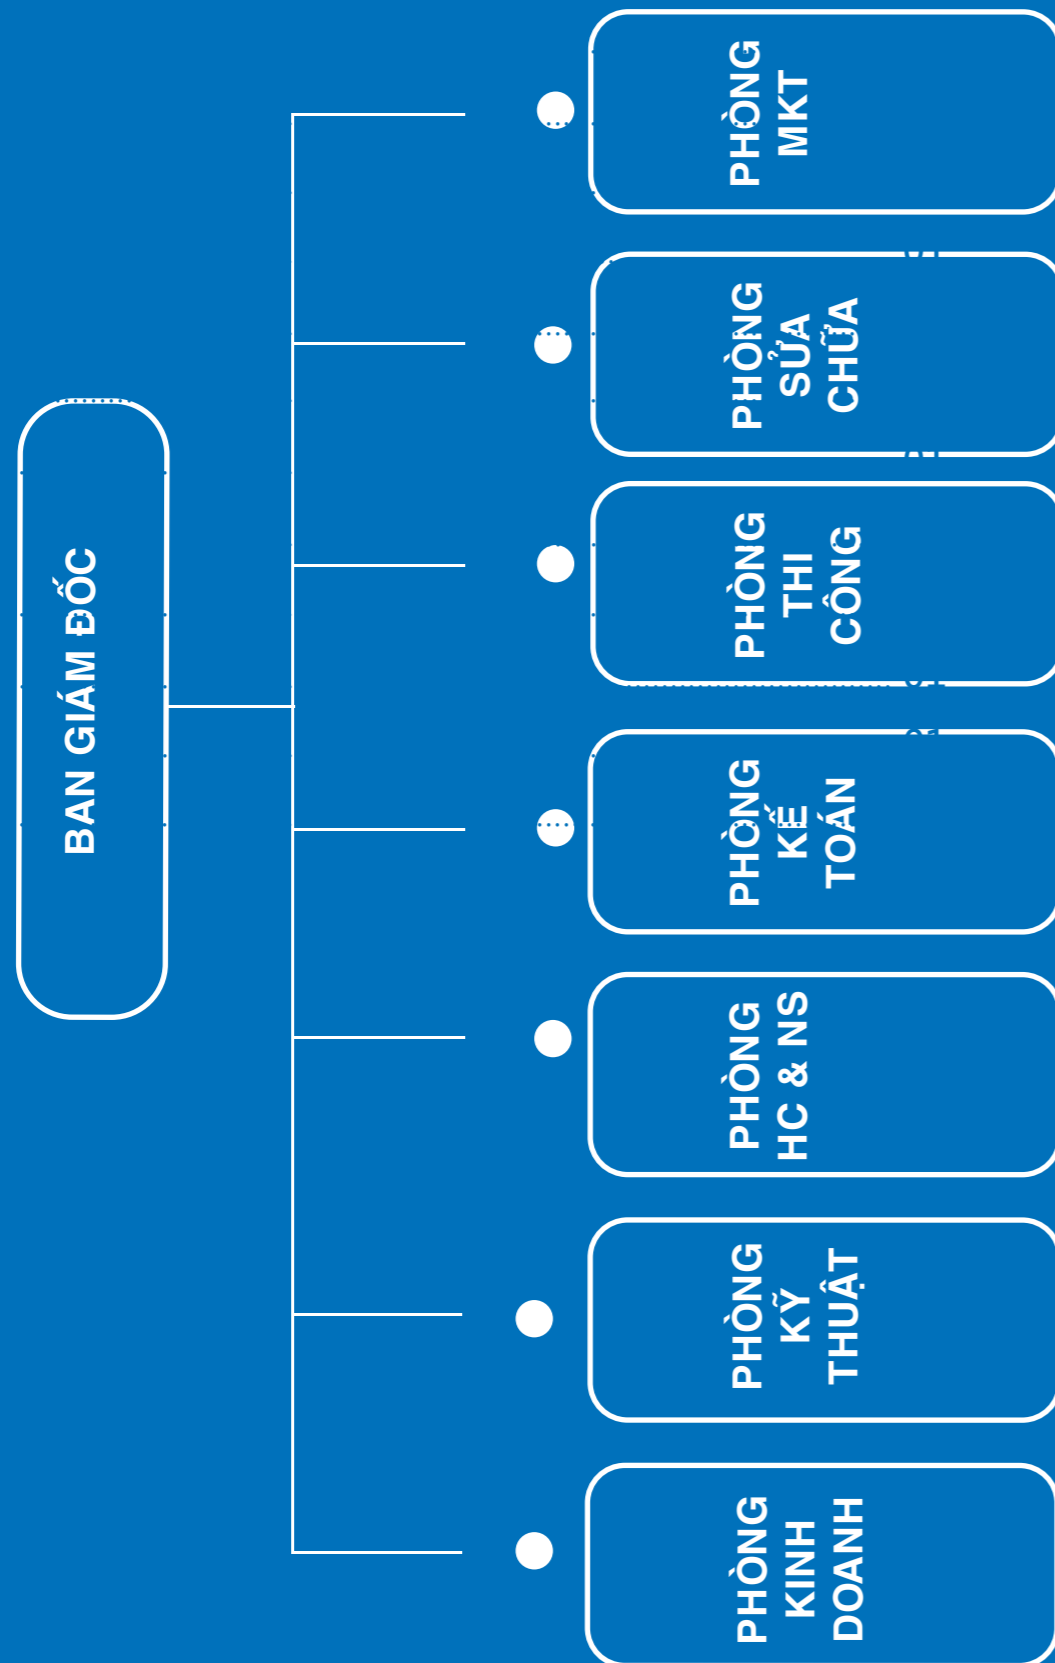 BAN GIÁM ĐỐC
PHÒNG
KINH
DOANH
PHÒNG
KỸ
THUẬT
PHÒNG
HC & NS
PHÒNG
KẾ
TOÁN
PHÒNG
THI
CÔNG
PHÒNG
SỬA
CHỮA
PHÒNG
MKT